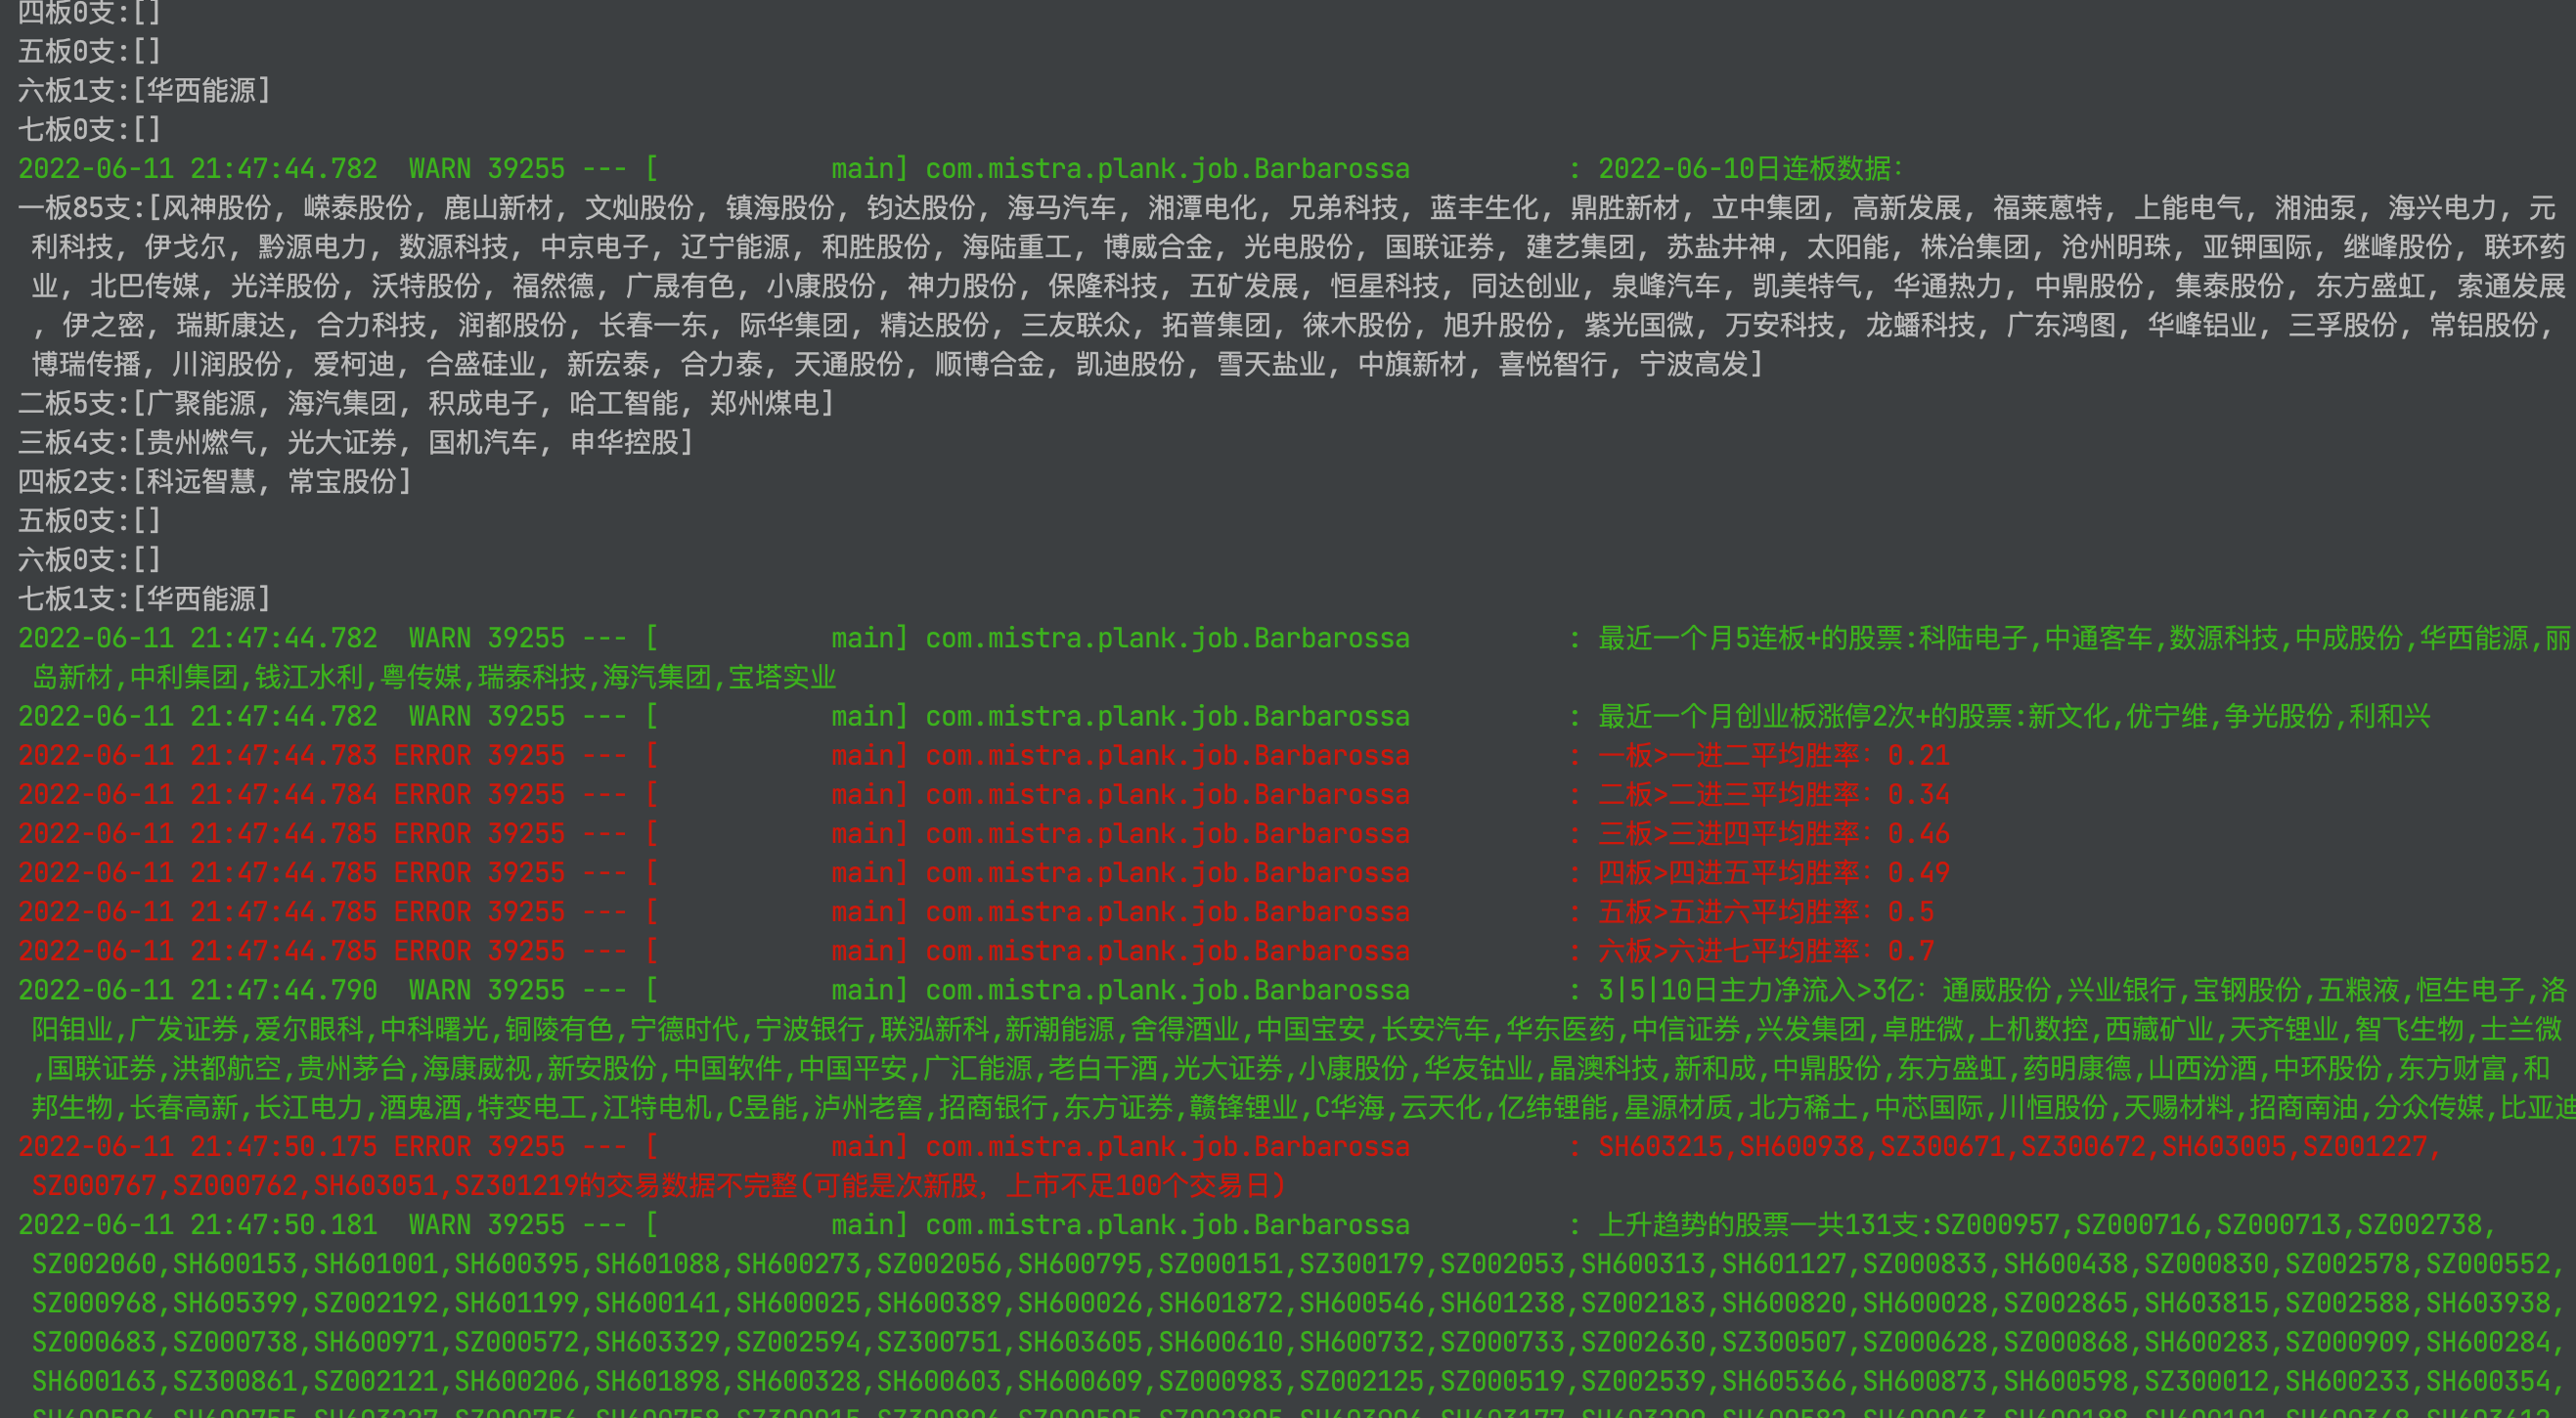 四板0支:[]
五板0支:[]
六板1支:[华西能源]
七板0支:[]
2022-06-11 21:47:44.782  WARN 39255 --- [           main] com.mistra.plank.job.Barbarossa          : 2022-06-10日连板数据:
一板85支:[风神股份, 嵘泰股份, 鹿山新材, 文灿股份, 镇海股份, 钧达股份, 海马汽车, 湘潭电化, 兄弟科技, 蓝丰生化, 鼎胜新材, 立中集团, 高新发展, 福莱蒽特, 上能电气, 湘油泵, 海兴电力, 元
利科技, 伊戈尔, 黔源电力, 数源科技, 中京电子, 辽宁能源, 和胜股份, 海陆重工, 博威合金, 光电股份, 国联证券, 建艺集团, 苏盐井神, 太阳能, 株冶集团, 沧州明珠, 亚钾国际, 继峰股份, 联环药
业, 北巴传媒, 光洋股份, 沃特股份, 福然德, 广晟有色, 小康股份, 神力股份, 保隆科技, 五矿发展, 恒星科技, 同达创业, 泉峰汽车, 凯美特气, 华通热力, 中鼎股份, 集泰股份, 东方盛虹, 索通发展
, 伊之密, 瑞斯康达, 合力科技, 润都股份, 长春一东, 际华集团, 精达股份, 三友联众, 拓普集团, 徕木股份, 旭升股份, 紫光国微, 万安科技, 龙蟠科技, 广东鸿图, 华峰铝业, 三孚股份, 常铝股份,
博瑞传播, 川润股份, 爱柯迪, 合盛硅业, 新宏泰, 合力泰, 天通股份, 顺博合金, 凯迪股份, 雪天盐业, 中旗新材, 喜悦智行, 宁波高发]
二板5支:[广聚能源, 海汽集团, 积成电子, 哈工智能, 郑州煤电]
三板4支:[贵州燃气, 光大证券, 国机汽车, 申华控股]
四板2支:[科远智慧, 常宝股份]
五板0支:[]
六板0支:[]
七板1支:[华西能源]
2022-06-11 21:47:44.782  WARN 39255 --- [           main] com.mistra.plank.job.Barbarossa          : 最近一个月5连板+的股票:科陆电子,中通客车,数源科技,中成股份,华西能源,丽
岛新材,中利集团,钱江水利,粤传媒,瑞泰科技,海汽集团,宝塔实业
2022-06-11 21:47:44.782  WARN 39255 --- [           main] com.mistra.plank.job.Barbarossa          : 最近一个月创业板涨停2次+的股票:新文化,优宁维,争光股份,利和兴
2022-06-11 21:47:44.783 ERROR 39255 --- [           main] com.mistra.plank.job.Barbarossa          : 一板>一进二平均胜率: 0.21
2022-06-11 21:47:44.784 ERROR 39255 --- [           main] com.mistra.plank.job.Barbarossa          : 二板>二进三平均胜率: 0.34
2022-06-11 21:47:44.785 ERROR 39255 --- [           main] com.mistra.plank.job.Barbarossa          : 三板>三进四平均胜率: 0.46
2022-06-11 21:47:44.785 ERROR 39255 --- [           main] com.mistra.plank.job.Barbarossa          : 四板>四进五平均胜率: 0.49
2022-06-11 21:47:44.785 ERROR 39255 --- [           main] com.mistra.plank.job.Barbarossa          : 五板>五进六平均胜率: 0.5
2022-06-11 21:47:44.785 ERROR 39255 --- [           main] com.mistra.plank.job.Barbarossa          : 六板>六进七平均胜率: 0.7
2022-06-11 21:47:44.790  WARN 39255 --- [           main] com.mistra.plank.job.Barbarossa          : 3|5|10日主力净流入>3亿: 通威股份,兴业银行,宝钢股份,五粮液,恒生电子,洛
阳钼业,广发证券,爱尔眼科,中科曙光,铜陵有色,宁德时代,宁波银行,联泓新科,新潮能源,舍得酒业,中国宝安,长安汽车,华东医药,中信证券,兴发集团,卓胜微,上机数控,西藏矿业,天齐锂业,智飞生物,士兰微
,国联证券,洪都航空,贵州茅台,海康威视,新安股份,中国软件,中国平安,广汇能源,老白干酒,光大证券,小康股份,华友钴业,晶澳科技,新和成,中鼎股份,东方盛虹,药明康德,山西汾酒,中环股份,东方财富,和
邦生物,长春高新,长江电力,酒鬼酒,特变电工,江特电机,C昱能,泸州老窖,招商银行,东方证券,赣锋锂业,C华海,云天化,亿纬锂能,星源材质,北方稀土,中芯国际,川恒股份,天赐材料,招商南油,分众传媒,比亚迪
2022-06-11 21:47:50.175 ERROR 39255 --- [           main] com.mistra.plank.job.Barbarossa          : SH603215,SH600938,SZ300671,SZ300672,SH603005,SZ001227,
SZ000767,SZ000762,SH603051,SZ301219的交易数据不完整(可能是次新股，上市不足100个交易日)
2022-06-11 21:47:50.181  WARN 39255 --- [           main] com.mistra.plank.job.Barbarossa          : 上升趋势的股票一共131支:SZ000957,SZ000716,SZ000713,SZ002738,
SZ002060,SH600153,SH601001,SH600395,SH601088,SH600273,SZ002056,SH600795,SZ000151,SZ300179,SZ002053,SH600313,SH601127,SZ000833,SH600438,SZ000830,SZ002578,SZ000552,
SZ000968,SH605399,SZ002192,SH601199,SH600141,SH600025,SH600389,SH600026,SH601872,SH600546,SH601238,SZ002183,SH600820,SH600028,SZ002865,SH603815,SZ002588,SH603938,
SZ000683,SZ000738,SH600971,SZ000572,SH603329,SZ002594,SZ300751,SH603605,SH600610,SH600732,SZ000733,SZ002630,SZ300507,SZ000628,SZ000868,SH600283,SZ000909,SH600284,
SH600163,SZ300861,SZ002121,SH600206,SH601898,SH600328,SH600603,SH600609,SZ000983,SZ002125,SZ000519,SZ002539,SH605366,SH600873,SH600598,SZ300012,SH600233,SH600354,